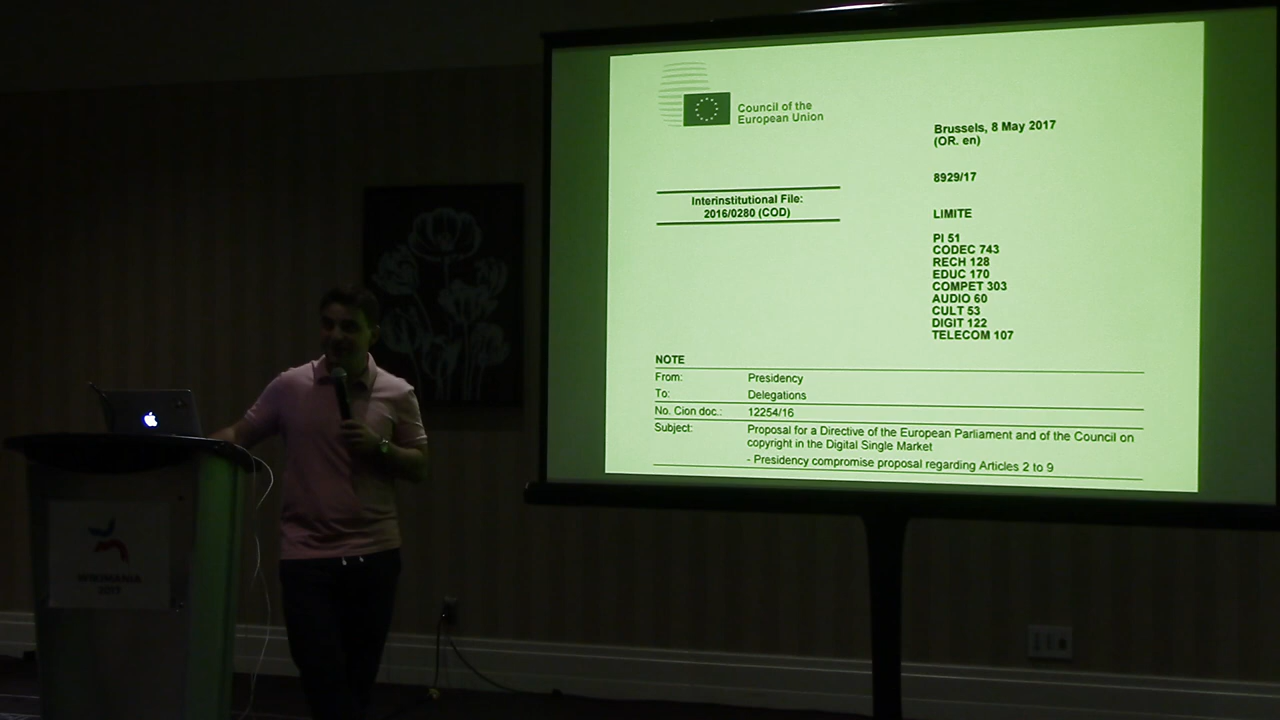 Council of the
European Union
Brussels, 8 May 2017
(OR. en)
8929/17
Interinstitutional File:
2016/0280 (COD)
LIMITE
PI 51
CODEC 743
RECH 128
EDUC 170
COMPET 303
AUDIO 60
CULT 53
DIGIT 122
TELECOM 107
NOTE
From: Presidency
To: Delegations
No. Cion doc.: 12254/16
Subject: Proposal for a Directive of the European Parliament and of the Council on
copyright in the Digital Single Market
- Presidency compromise proposal regarding Articles 2 to 9
WIKIMANIA
2017